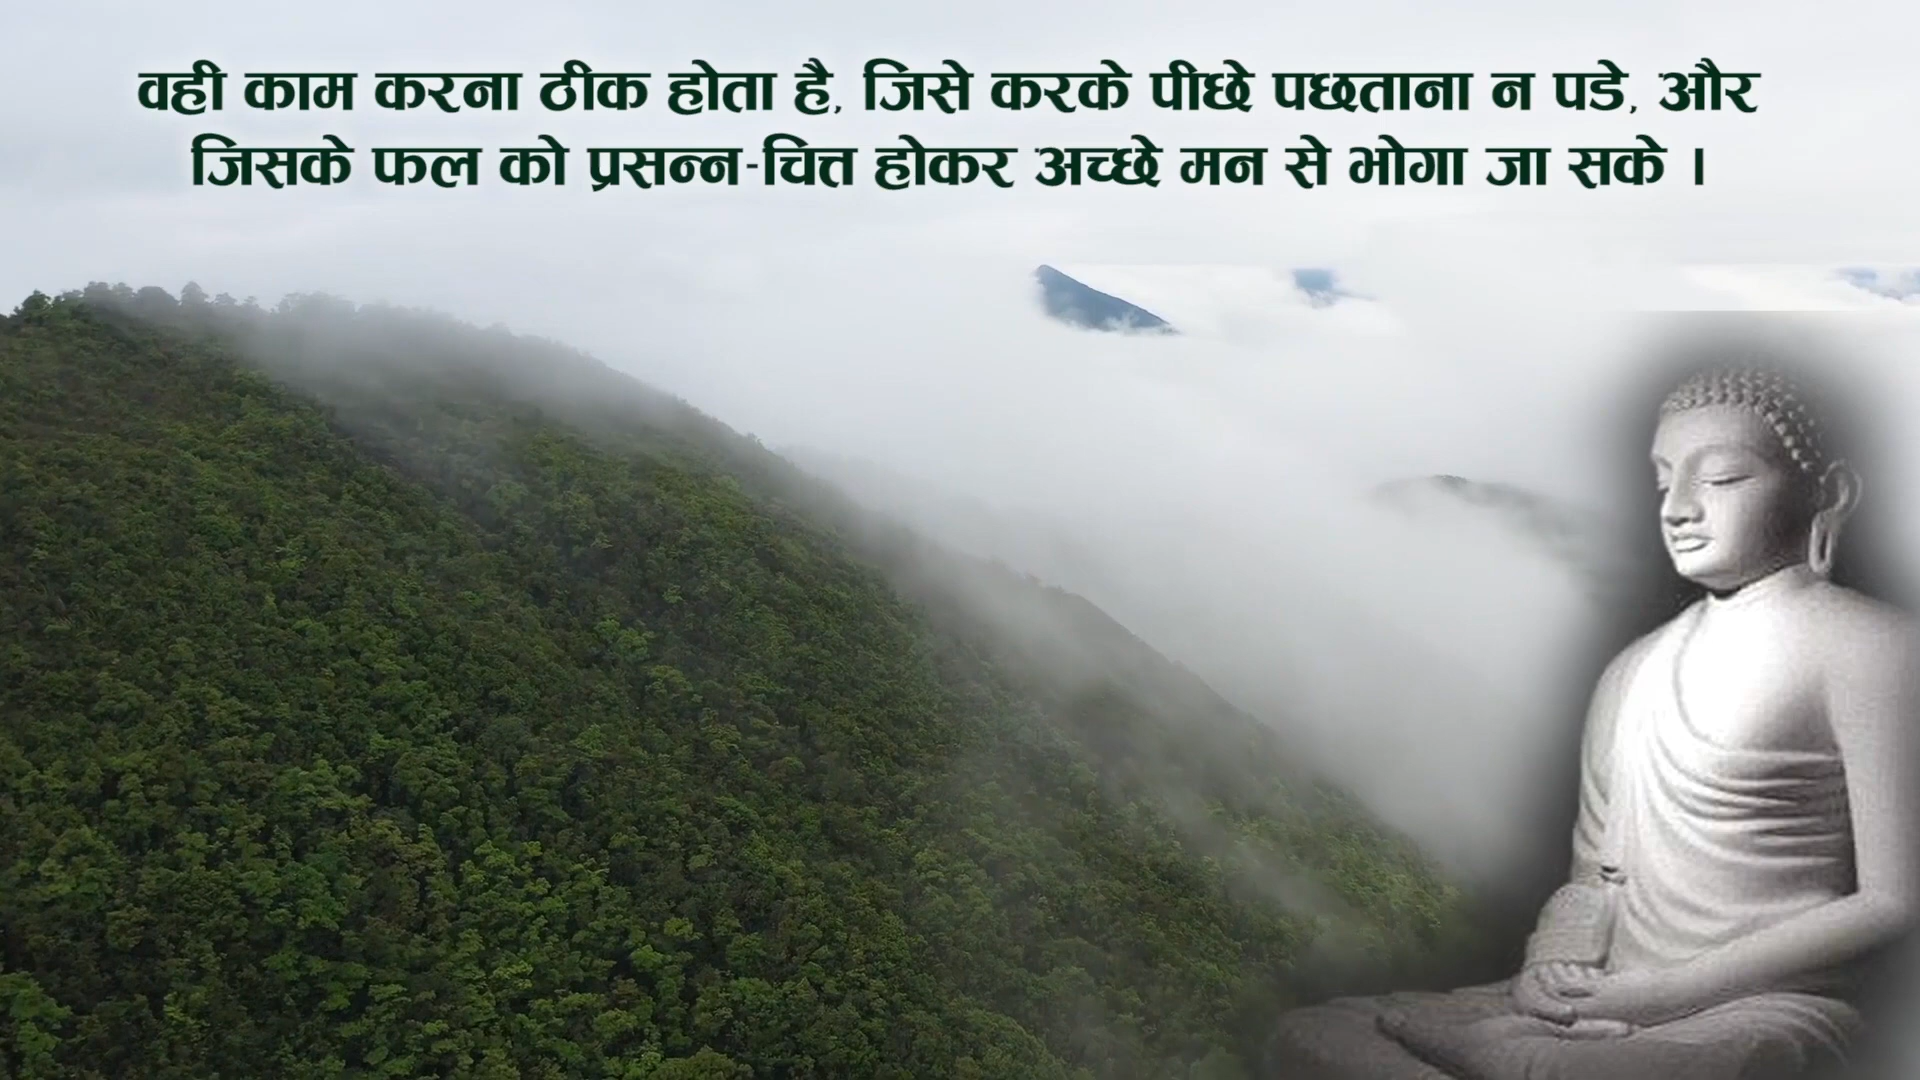 वही काम करना ठीक होता है, जिसे करके पीछे पछताना न पडे, और
जिसके फल को प्रसन्न-चित्त होकर अच्छे मन से भोगा जा सके ।